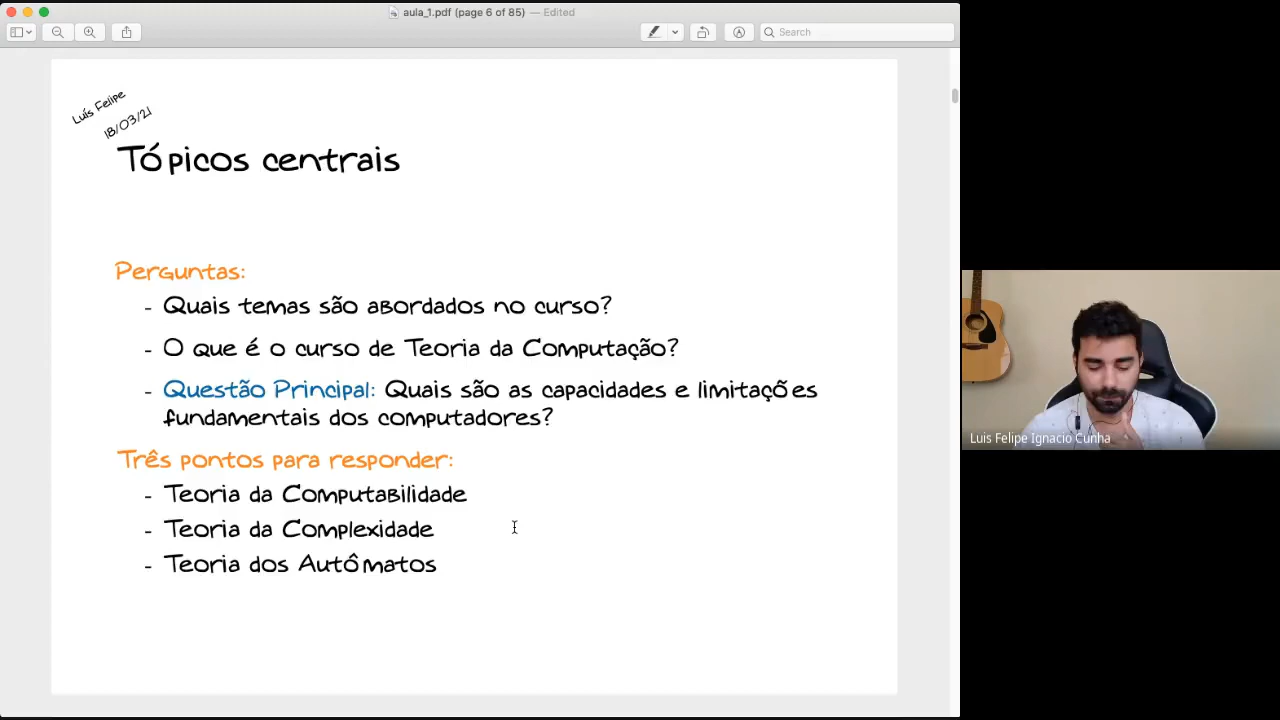 aula_1.pdf (page 6 of 85) — Edited
Search
Luís Felipe
18/03/21
Tópicos centrais
Perguntas:
- Quais temas são abordados no curso?
- O que é o curso de Teoria da Computação?
- Questão Principal: Quais são as capacidades e limitações
fundamentais dos computadores?
Três pontos para responder:
- Teoria da Computabilidade
- Teoria da Complexidade
- Teoria dos Autômatos
Luis Felipe Ignacio Cunha